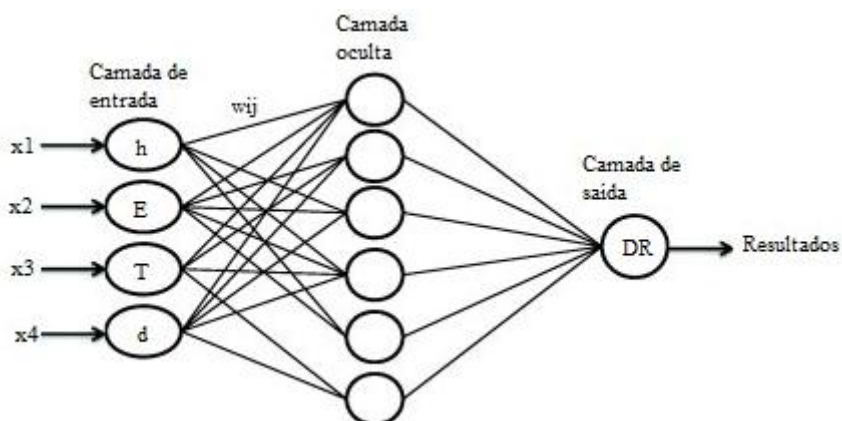 Camada
oculta
Camada de
entrada
wij
x1
h
x2
E
x3
T
x4
d
Camada de
saída
DR
Resultados